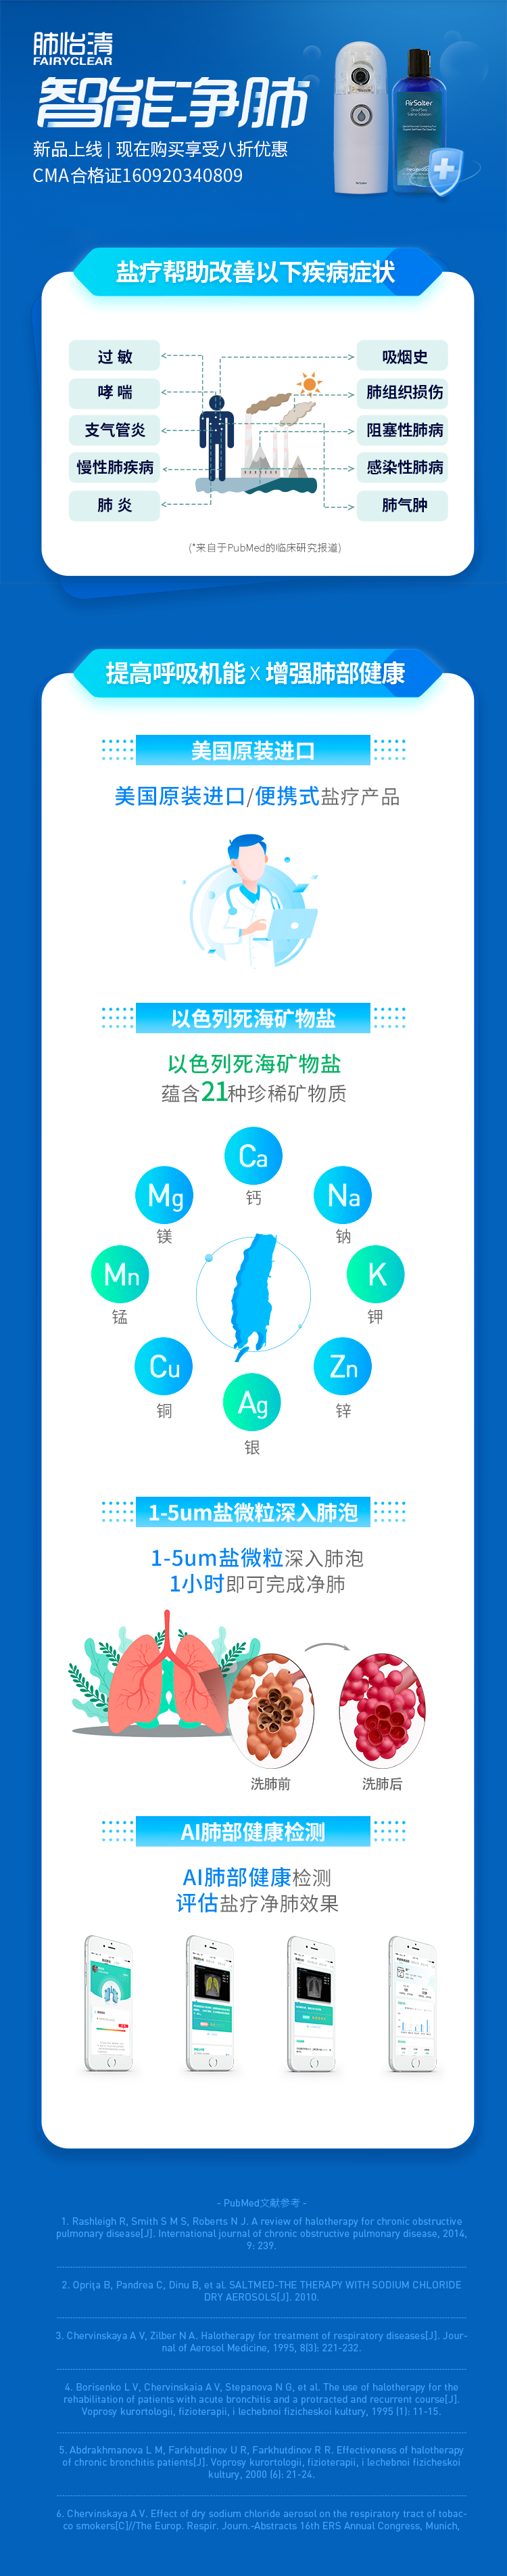 肺怡清
FAIRYCLEAR
智能净肺
新品上线 | 现在购买享受八折优惠
CMA合格证160920340809
AirSalter
盐疗帮助改善以下疾病症状
过 敏
吸烟史
哮 喘
肺组织损伤
支气管炎
阻塞性肺病
慢性肺疾病
感染性肺病
肺 炎
肺气肿
(*来自于PubMed的临床研究报道)
提高呼吸机能 X 增强肺部健康
美国原装进口
美国原装进口/便携式盐疗产品
以色列死海矿物盐
以色列死海矿物盐
蕴含21种珍稀矿物质
Ca
钙
Mg
镁
Na
钠
Mn
锰
K
钾
Cu
铜
Zn
锌
Ag
银
1-5um盐微粒深入肺泡
1-5um盐微粒深入肺泡
1小时即可完成净肺
洗肺前
洗肺后
AI肺部健康检测
AI肺部健康检测
评估盐疗净肺效果
- PubMed文献参考 -
1. Rashleigh R, Smith S M S, Roberts N J. A review of halotherapy for chronic obstructive
pulmonary disease[J]. International journal of chronic obstructive pulmonary disease, 2014,
9: 239.
2. Opriţa B, Pandrea C, Dinu B, et al. SALTMED-THE THERAPY WITH SODIUM CHLORIDE
DRY AEROSOLS[J]. 2010.
3. Chervinskaya A V, Zilber N A. Halotherapy for treatment of respiratory diseases[J]. Jour-
nal of Aerosol Medicine, 1995, 8(3): 221-232.
4. Borisenko L V, Chervinskaia A V, Stepanova N G, et al. The use of halotherapy for the
rehabilitation of patients with acute bronchitis and a protracted and recurrent course[J].
Voprosy kurortologii, fizioterapii, i lechebnoi fizicheskoi kultury, 1995 (1): 11-15.
5. Abdrakhmanova L M, Farkhutdinov U R, Farkhutdinov R R. Effectiveness of halotherapy
of chronic bronchitis patients[J]. Voprosy kurortologii, fizioterapii, i lechebnoi fizicheskoi
kultury, 2000 (6): 21-24.
6. Chervinskaya A V. Effect of dry sodium chloride aerosol on the respiratory tract of tobac-
co smokers[C]//The Europ. Respir. Journ.-Abstracts 16th ERS Annual Congress, Munich,